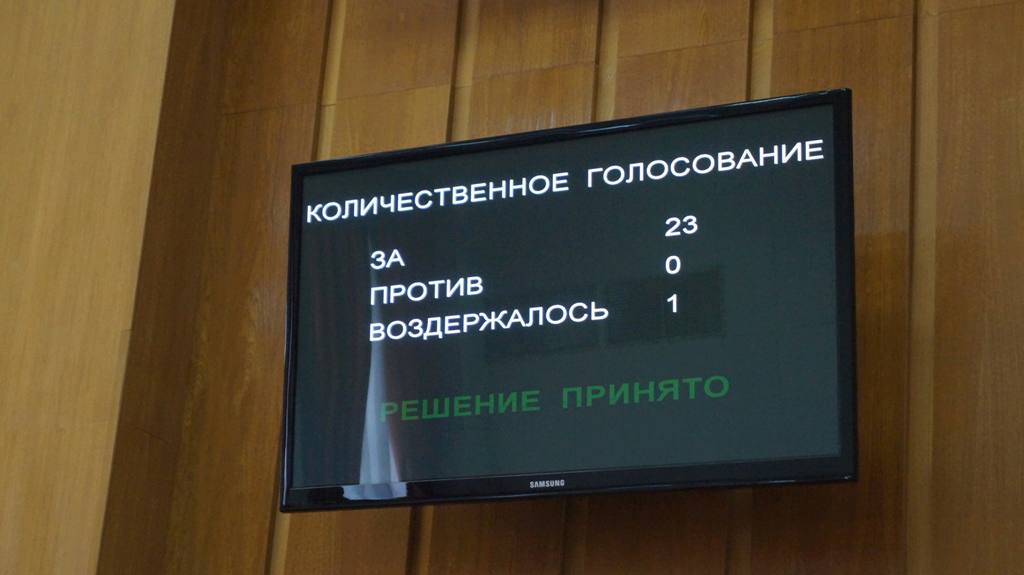 КОЛИЧЕСТВЕННОЕ ГОЛОСОВАНИЕ
ЗА 23
ПРОТИВ 0
ВОЗДЕРЖАЛОСЬ 1
РЕШЕНИЕ ПРИНЯТО
SAMSUNG